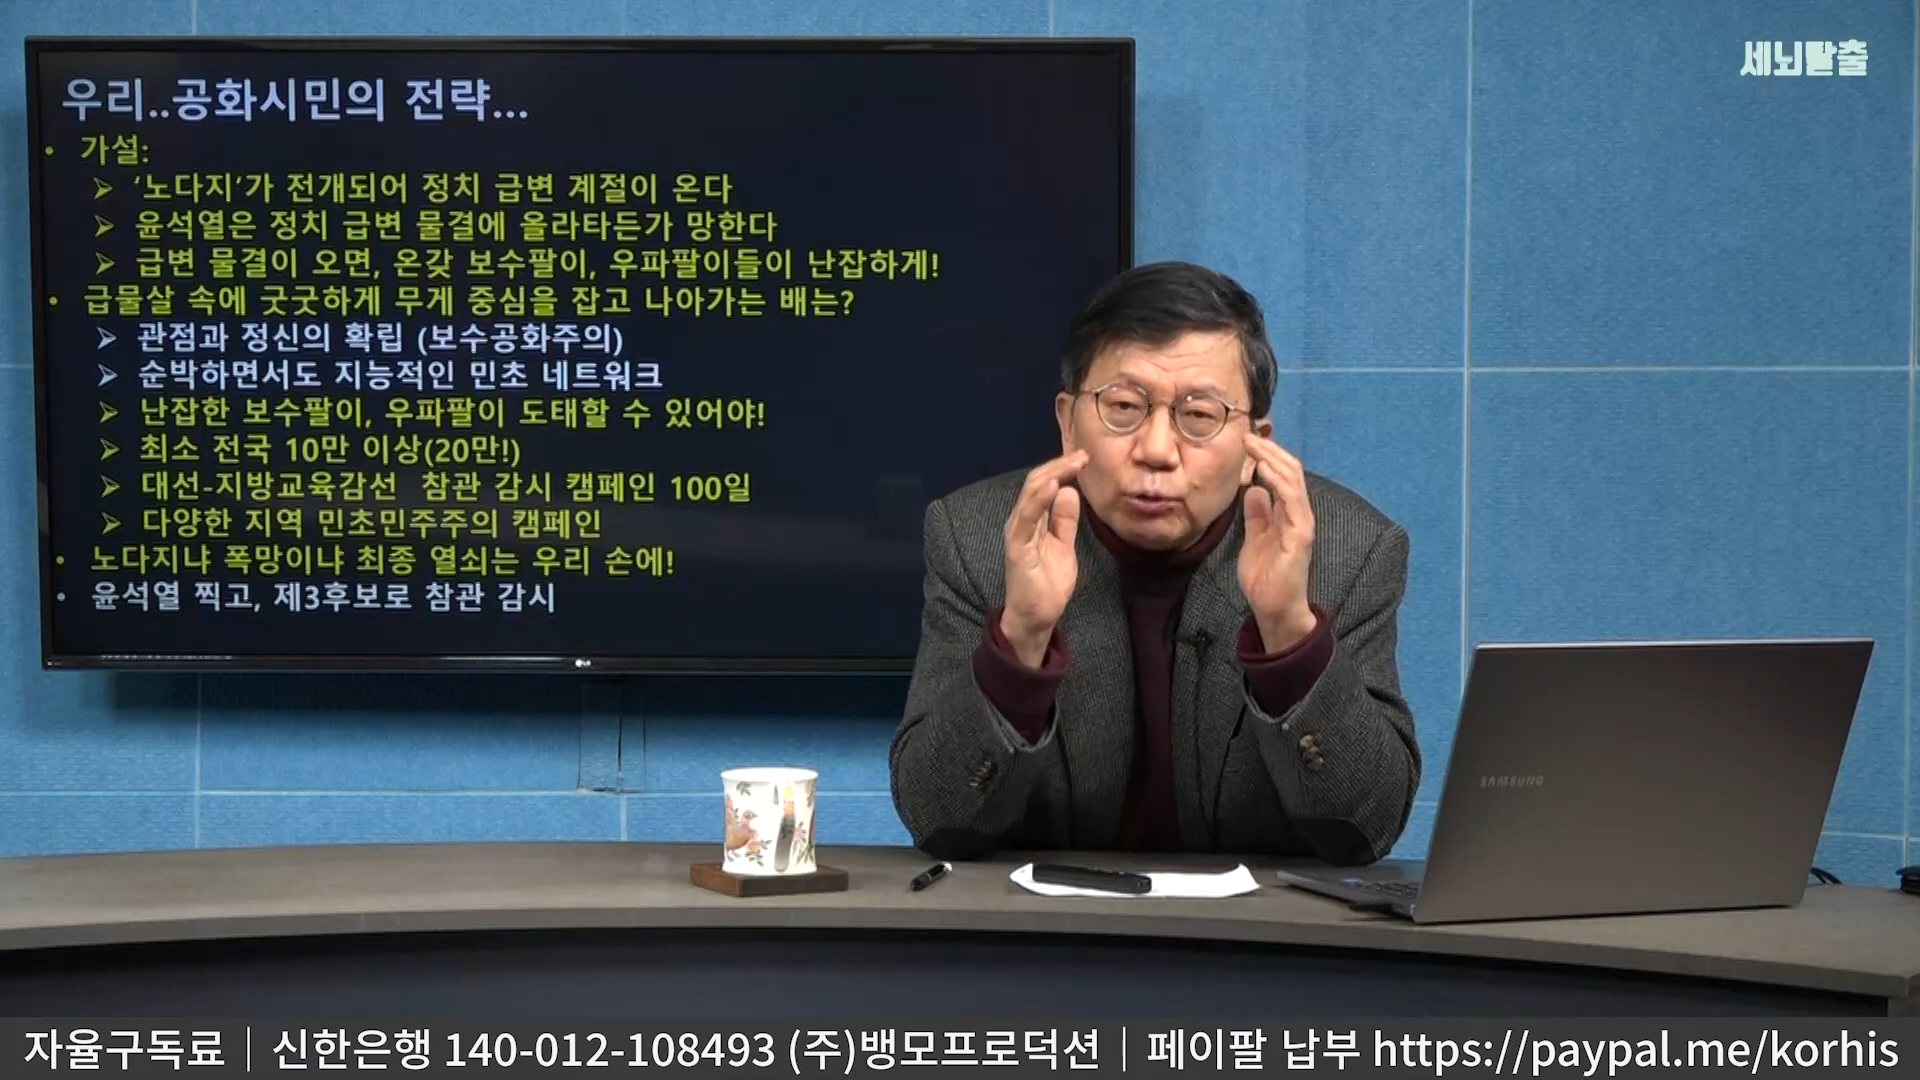 세뇌탈출
우리..공화시민의 전략...
• 가설:
➢ ‘노다지’가 전개되어 정치 급변 계절이 온다
➢ 윤석열은 정치 급변 물결에 올라타든가 망한다
➢ 급변 물결이 오면, 온갖 보수팔이, 우파팔이들이 난잡하게!
• 급물살 속에 굿굿하게 무게 중심을 잡고 나아가는 배는?
➢ 관점과 정신의 확립 (보수공화주의)
➢ 순박하면서도 지능적인 민초 네트워크
➢ 난잡한 보수팔이, 우파팔이 도태할 수 있어야!
➢ 최소 전국 10만 이상(20만!)
➢ 대선-지방교육감선 참관 감시 캠페인 100일
➢ 다양한 지역 민초민주주의 캠페인
• 노다지냐 폭망이냐 최종 열쇠는 우리 손에!
• 윤석열 찍고, 제3후보로 참관 감시
LG
SAMSUNG
자율구독료｜신한은행 140-012-108493 (주)뱅모프로덕션｜페이팔 납부 https://paypal.me/korhis